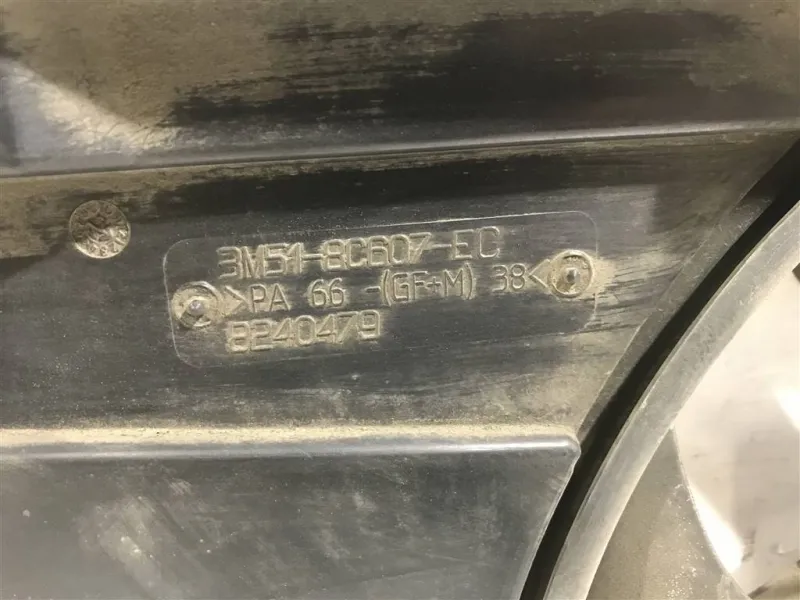 3M51-8C607-EC
>PA 66 -(GF+M) 38<
8240479